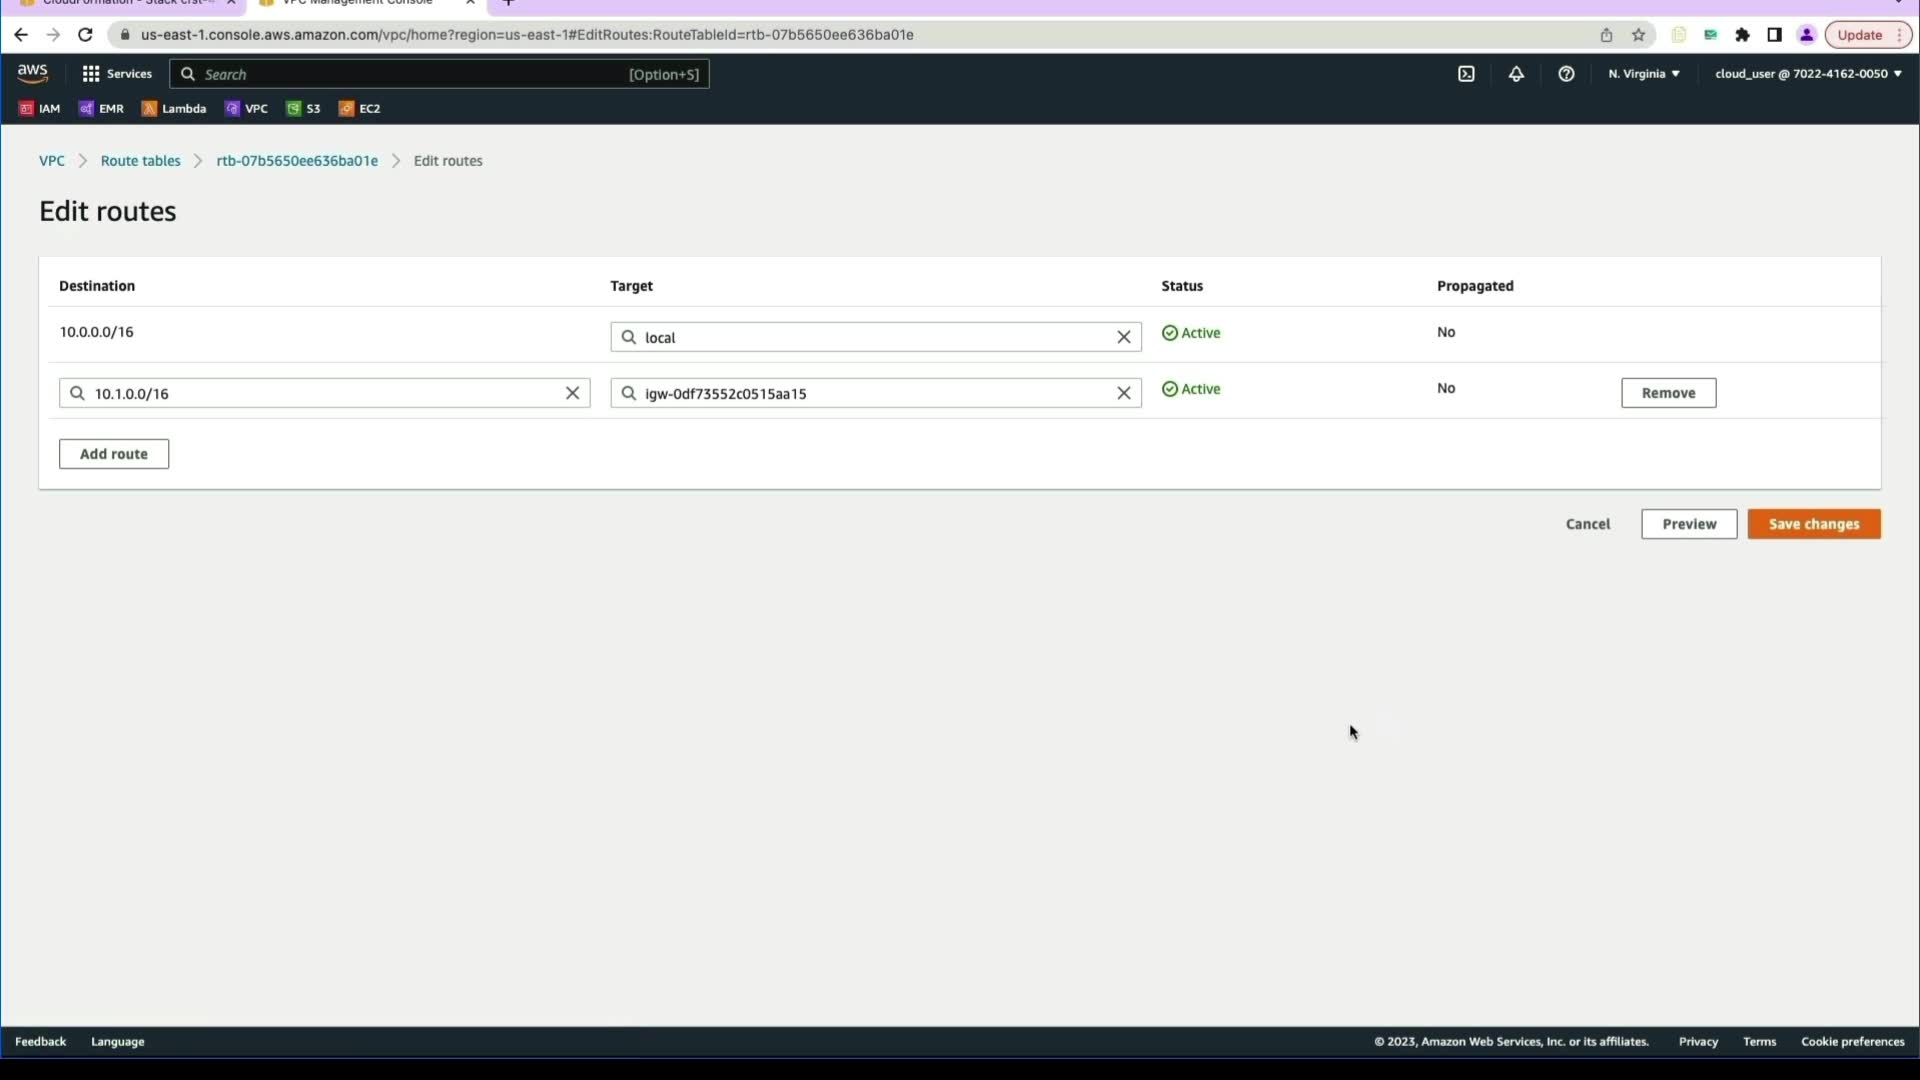 CloudFormation - Stack crst-
VPC Management Console
us-east-1.console.aws.amazon.com/vpc/home?region=us-east-1#EditRoutes:RouteTableId=rtb-07b5650ee636ba01e
Update
aws Services Search [Option+S] N. Virginia cloud_user @ 7022-4162-0050
IAM EMR Lambda VPC S3 EC2
VPC Route tables rtb-07b5650ee636ba01e Edit routes
Edit routes
Destination Target Status Propagated
10.0.0.0/16 local Active No
10.1.0.0/16 igw-0df73552c0515aa15 Active No Remove
Add route
Cancel Preview Save changes
Feedback Language © 2023, Amazon Web Services, Inc. or its affiliates. Privacy Terms Cookie preferences